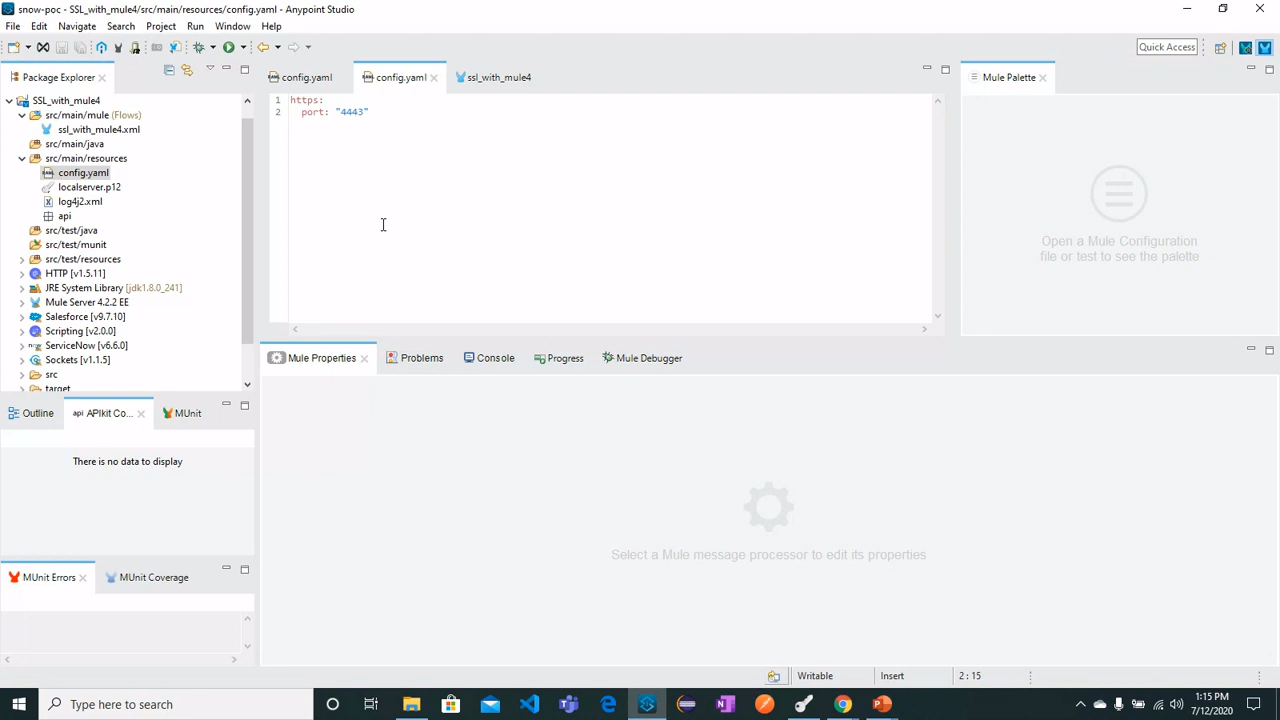 snow-poc - SSL_with_mule4/src/main/resources/config.yaml - Anypoint Studio
File Edit Navigate Search Project Run Window Help
Quick Access
Package Explorer
SSL_with_mule4
src/main/mule (Flows)
ssl_with_mule4.xml
src/main/java
src/main/resources
config.yaml
localserver.p12
log4j2.xml
api
src/test/java
src/test/munit
src/test/resources
HTTP [v1.5.11]
JRE System Library [jdk1.8.0_241]
Mule Server 4.2.2 EE
Salesforce [v9.7.10]
Scripting [v2.0.0]
ServiceNow [v6.6.0]
Sockets [v1.1.5]
src
target
config.yaml config.yaml ssl_with_mule4
1 https:
2 port: "4443"
Mule Palette
Open a Mule Configuration
file or test to see the palette
Outline APIkit Co... MUnit
There is no data to display
MUnit Errors MUnit Coverage
Mule Properties Problems Console Progress Mule Debugger
Select a Mule message processor to edit its properties
Writable Insert 2 : 15
Type here to search
1:15 PM
7/12/2020